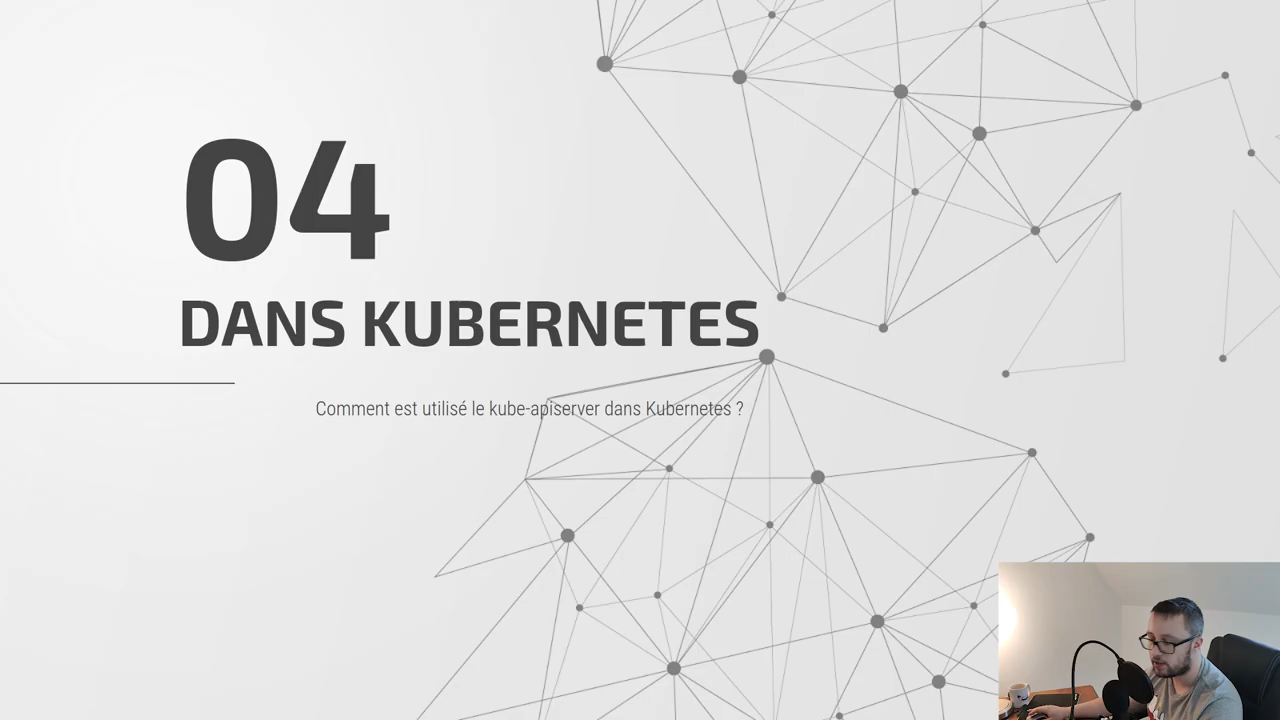 04
DANS KUBERNETES
Comment est utilisé le kube-apiserver dans Kubernetes ?